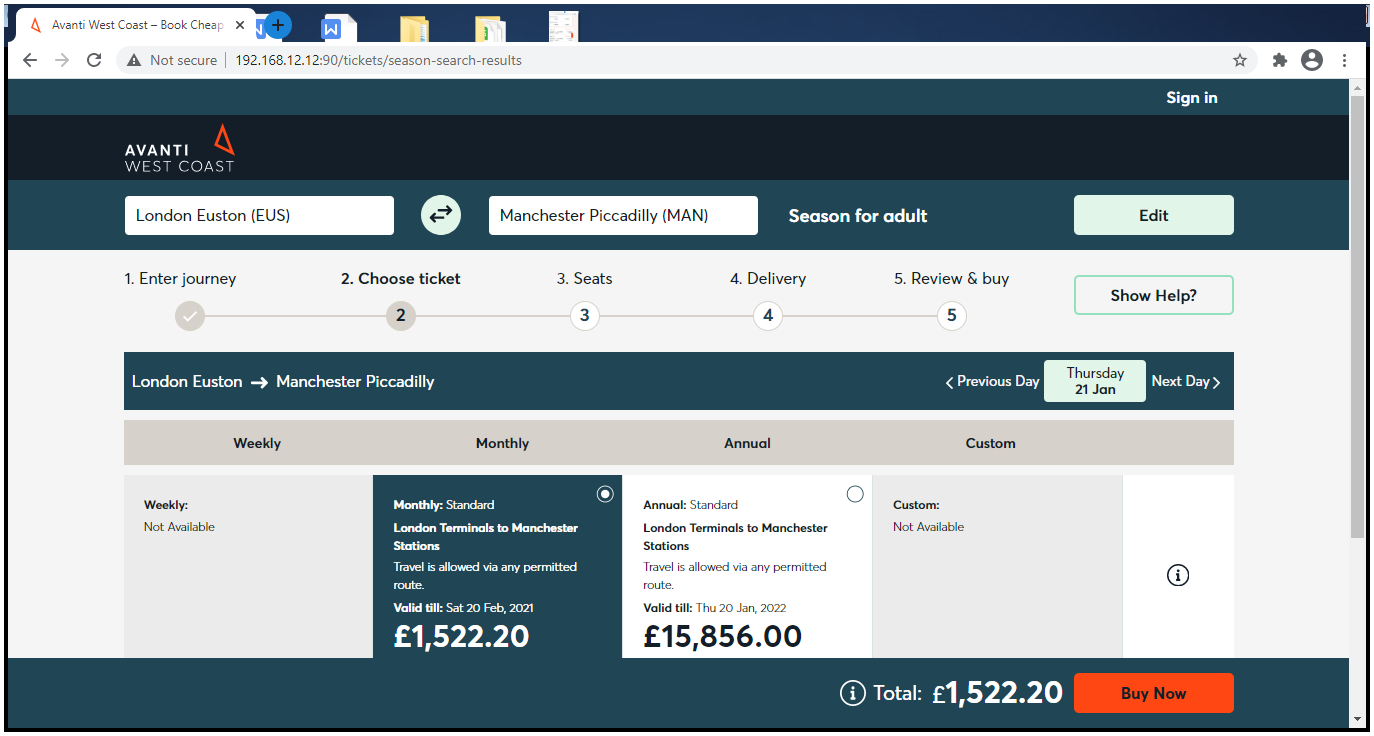 Avanti West Coast – Book Cheap
Not secure
192.168.12.12:90/tickets/season-search-results
Sign in
AVANTI
WEST COAST
London Euston (EUS)
Manchester Piccadilly (MAN)
Season for adult
Edit
1. Enter journey
2. Choose ticket
3. Seats
4. Delivery
5. Review & buy
2
3
4
5
Show Help?
London Euston → Manchester Piccadilly
Previous Day
Thursday
21 Jan
Next Day
Weekly
Monthly
Annual
Custom
Weekly:
Not Available
Monthly: Standard
London Terminals to Manchester
Stations
Travel is allowed via any permitted
route.
Valid till: Sat 20 Feb, 2021
£1,522.20
Annual: Standard
London Terminals to Manchester
Stations
Travel is allowed via any permitted
route.
Valid till: Thu 20 Jan, 2022
£15,856.00
Custom:
Not Available
Total: £1,522.20
Buy Now